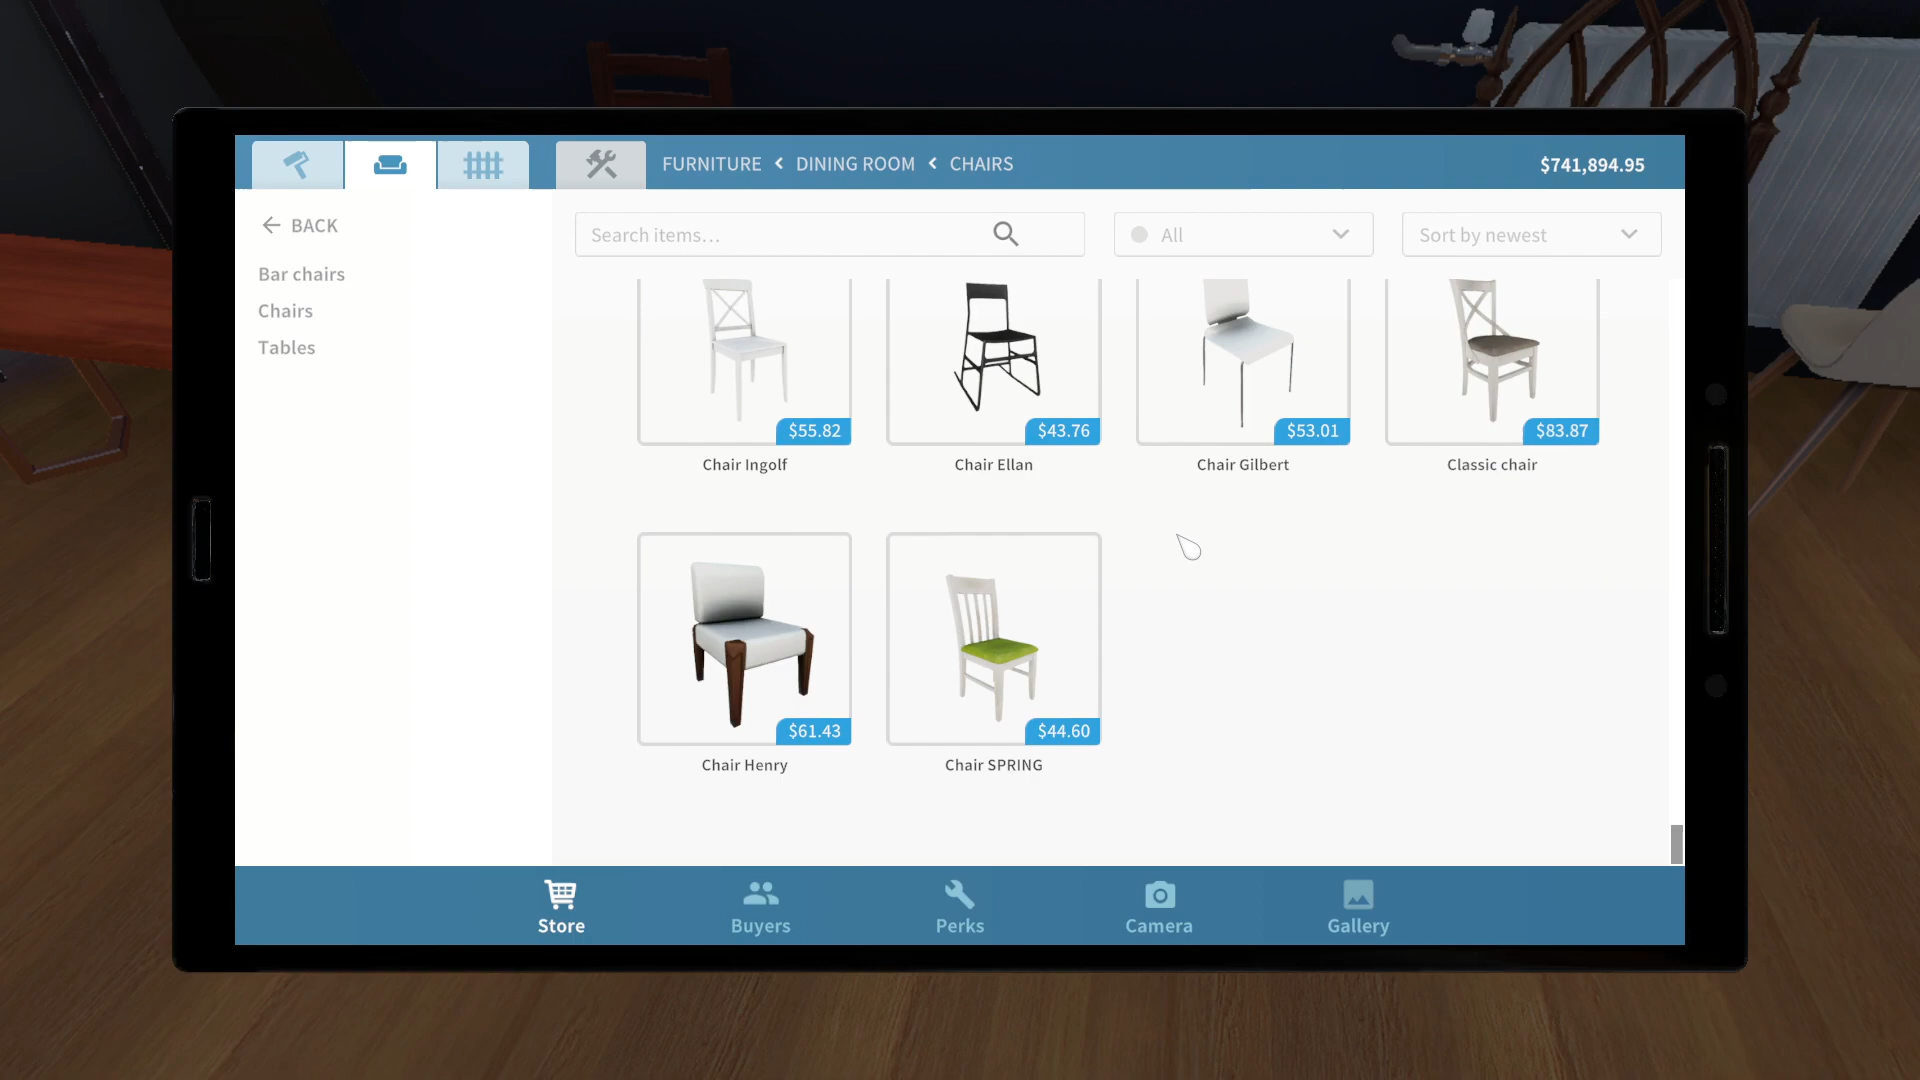 FURNITURE < DINING ROOM < CHAIRS
$741,894.95
BACK
Bar chairs
Chairs
Tables
Search items...
All
Sort by newest
$55.82
$43.76
$53.01
$83.87
Chair Ingolf
Chair Ellan
Chair Gilbert
Classic chair
$61.43
$44.60
Chair Henry
Chair SPRING
Store
Buyers
Perks
Camera
Gallery